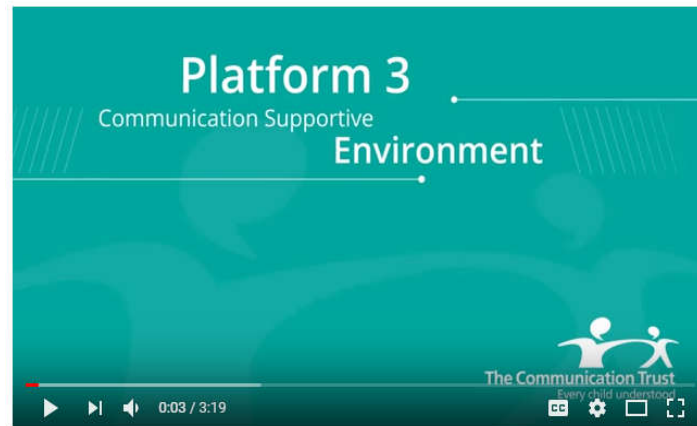 Platform 3
Communication Supportive
Environment
The Communication Trust
Every child understood
0:03 / 3:19
CC